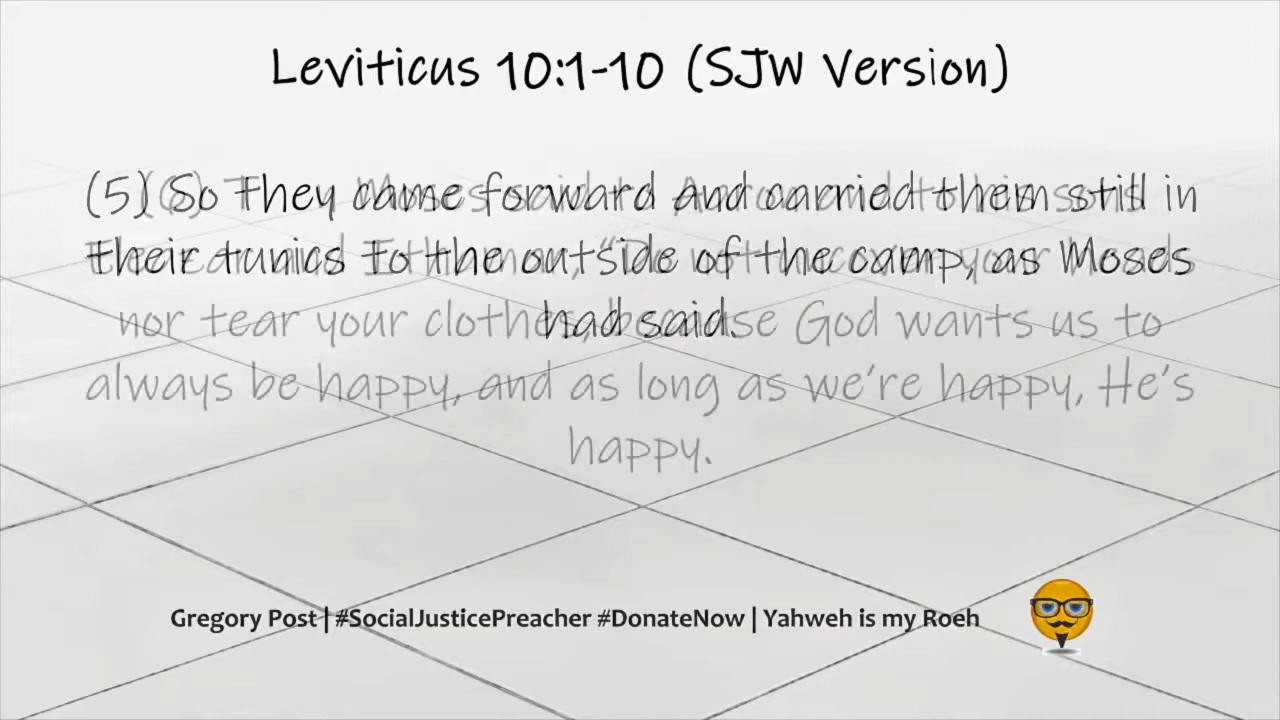 Leviticus 10:1-10 (SJW Version)
(5) So they came forward and carried them still in
their tunics to the outside of the camp, as Moses
had said.
nor tear your clothes, because God wants us to
always be happy, and as long as we're happy, He's
happy.
Gregory Post | #SocialJusticePreacher #DonateNow | Yahweh is my Roeh